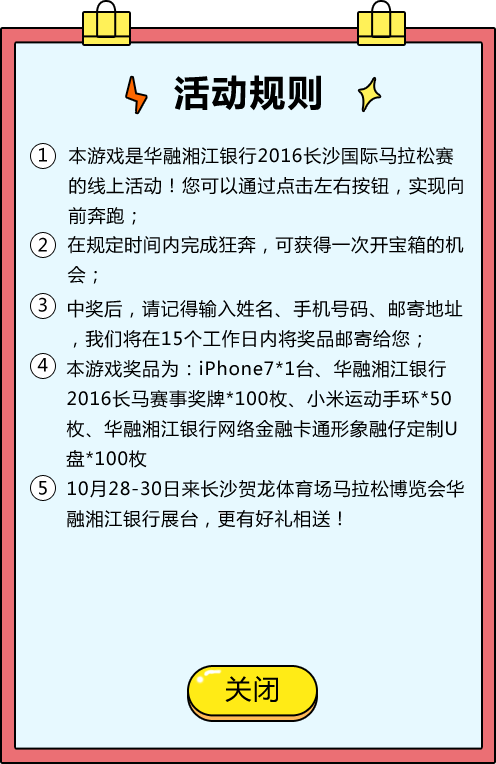 活动规则
① 本游戏是华融湘江银行2016长沙国际马拉松赛
的线上活动！您可以通过点击左右按钮，实现向
前奔跑；
② 在规定时间内完成狂奔，可获得一次开宝箱的机
会；
③ 中奖后，请记得输入姓名、手机号码、邮寄地址
，我们将在15个工作日内将奖品邮寄给您；
④ 本游戏奖品为：iPhone7*1台、华融湘江银行
2016长马赛事奖牌*100枚、小米运动手环*50
枚、华融湘江银行网络金融卡通形象融仔定制U
盘*100枚
⑤ 10月28-30日来长沙贺龙体育场马拉松博览会华
融湘江银行展台，更有好礼相送！
关闭